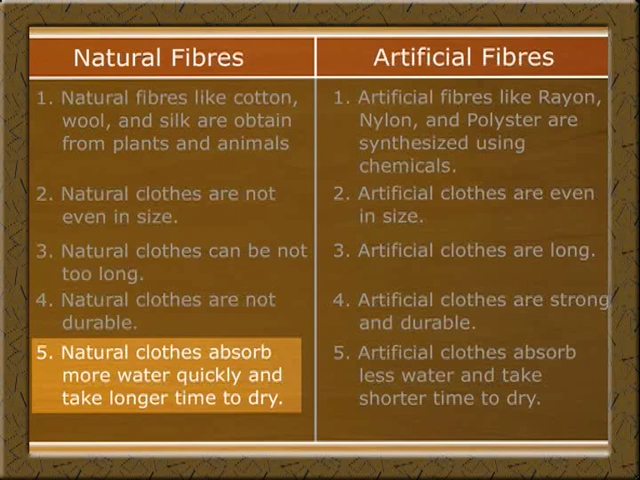 Natural Fibres
1. Natural fibres like cotton,
wool, and silk are obtain
from plants and animals
2. Natural clothes are not
even in size.
3. Natural clothes can be not
too long.
4. Natural clothes are not
durable.
5. Natural clothes absorb
more water quickly and
take longer time to dry.
Artificial Fibres
1. Artificial fibres like Rayon,
Nylon, and Polyster are
synthesized using
chemicals.
2. Artificial clothes are even
in size.
3. Artificial clothes are long.
4. Artificial clothes are strong
and durable.
5. Artificial clothes absorb
less water and take
shorter time to dry.